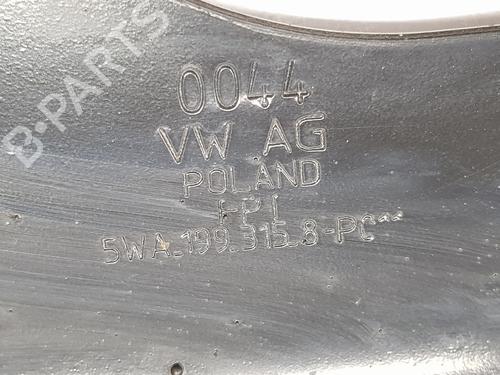 B-PARTS
0044
VW AG
POLAND
5WA.199.315.8-PC